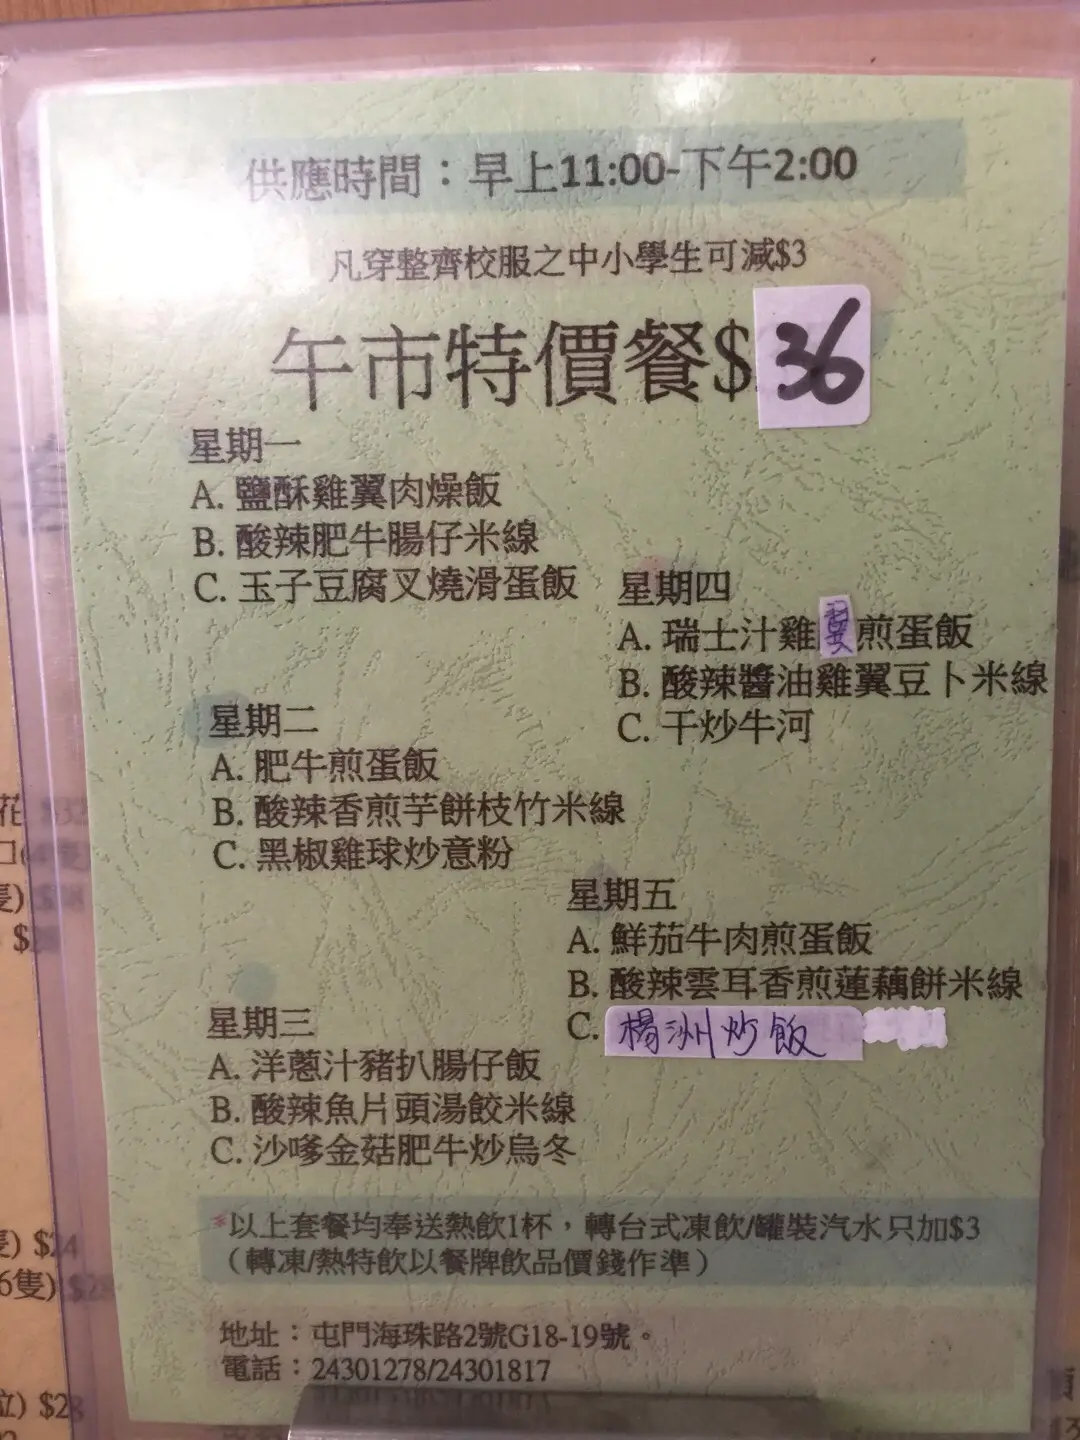 供應時間：早上11:00-下午2:00
凡穿整齊校服之中小學生可減$3
午市特價餐$36
星期一
A. 鹽酥雞翼肉燥飯
B. 酸辣肥牛腸仔米線
C. 玉子豆腐叉燒滑蛋飯
星期二
A. 肥牛煎蛋飯
B. 酸辣香煎芋餅枝竹米線
C. 黑椒雞球炒意粉
星期三
A. 洋蔥汁豬扒腸仔飯
B. 酸辣魚片頭湯餃米線
C. 沙嗲金菇肥牛炒烏冬
星期四
A. 瑞士汁雞翼煎蛋飯
B. 酸辣醬油雞翼豆卜米線
C. 干炒牛河
星期五
A. 鮮茄牛肉煎蛋飯
B. 酸辣雲耳香煎蓮藕餅米線
C. 楊洲炒飯
*以上套餐均奉送熱飲1杯，轉台式凍飲/罐裝汽水只加$3
（轉凍/熱特飲以餐牌飲品價錢作準）
地址：屯門海珠路2號G18-19號。
電話：24301278/24301817
花
隻) $24
6隻) $28
$28